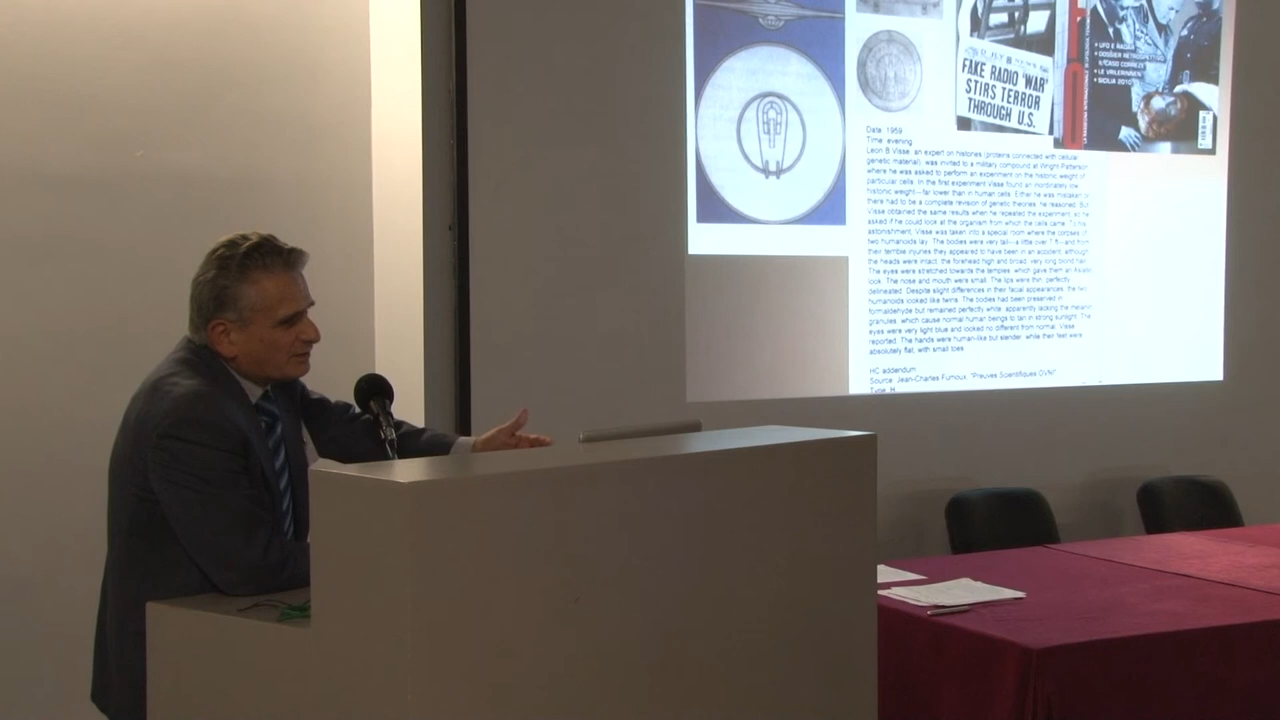 FAKE RADIO 'WAR'
STIRS TERROR
THROUGH U.S.
• UFO E RADAR
• DOSSIER RETROSPETTIVO
• LE VRILERINNEN
• SICILIA 2010
Date: 1959
Time: evening
Leon B Visse, an expert on histones (proteins connected with cellular
genetic material), was invited to a military compound at Wright Patterson
where he was asked to perform an experiment on the histonic weight of
particular cells. In the first experiment Visse found an inordinately low
histonic weight—far lower than in human cells. Either he was mistaken or
there had to be a complete revision of genetic theories, he reasoned. But
Visse obtained the same results when he repeated the experiment, so he
asked if he could look at the organism from which the cells came. To his
astonishment, Visse was taken into a special room where the corpses of
two humanoids lay. The bodies were very tall—a little over 7 ft—and from
their terrible injuries they appeared to have been in an accident, although
the heads were intact, the forehead high and broad, very long blond hair.
The eyes were stretched towards the temples, which gave them an Asiatic
look. The nose and mouth were small. The lips were thin, perfectly
delineated. Despite slight differences in their facial appearances, the two
humanoids looked like twins. The bodies had been preserved in
formaldehyde but remained perfectly white, apparently lacking the melanin
granules, which cause normal human beings to tan in strong sunlight. The
eyes were very light blue and looked no different from normal, Visse
reported. The hands were human-like but slender, while their feet were
absolutely flat, with small toes.
HC addendum
Source: Jean-Charles Fumoux, "Preuves Scientifiques OVNI"
Type: H